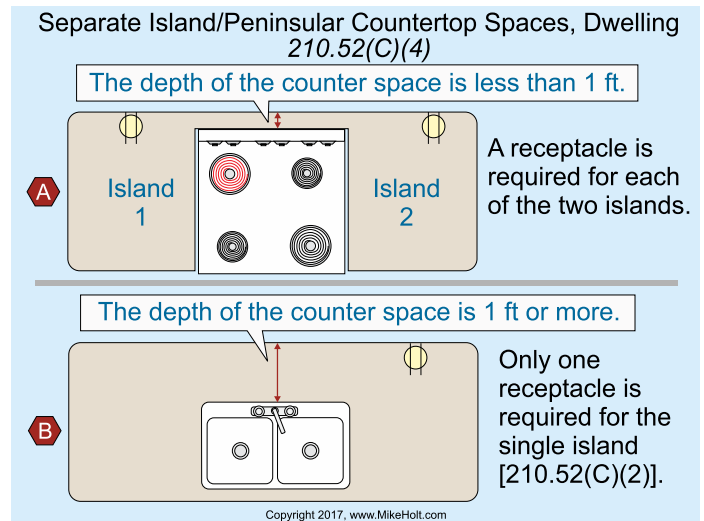 Separate Island/Peninsular Countertop Spaces, Dwelling
210.52(C)(4)
The depth of the counter space is less than 1 ft.
A
Island
1
Island
2
A receptacle is
required for each
of the two islands.
The depth of the counter space is 1 ft or more.
B
Only one
receptacle is
required for the
single island
[210.52(C)(2)].
Copyright 2017, www.MikeHolt.com